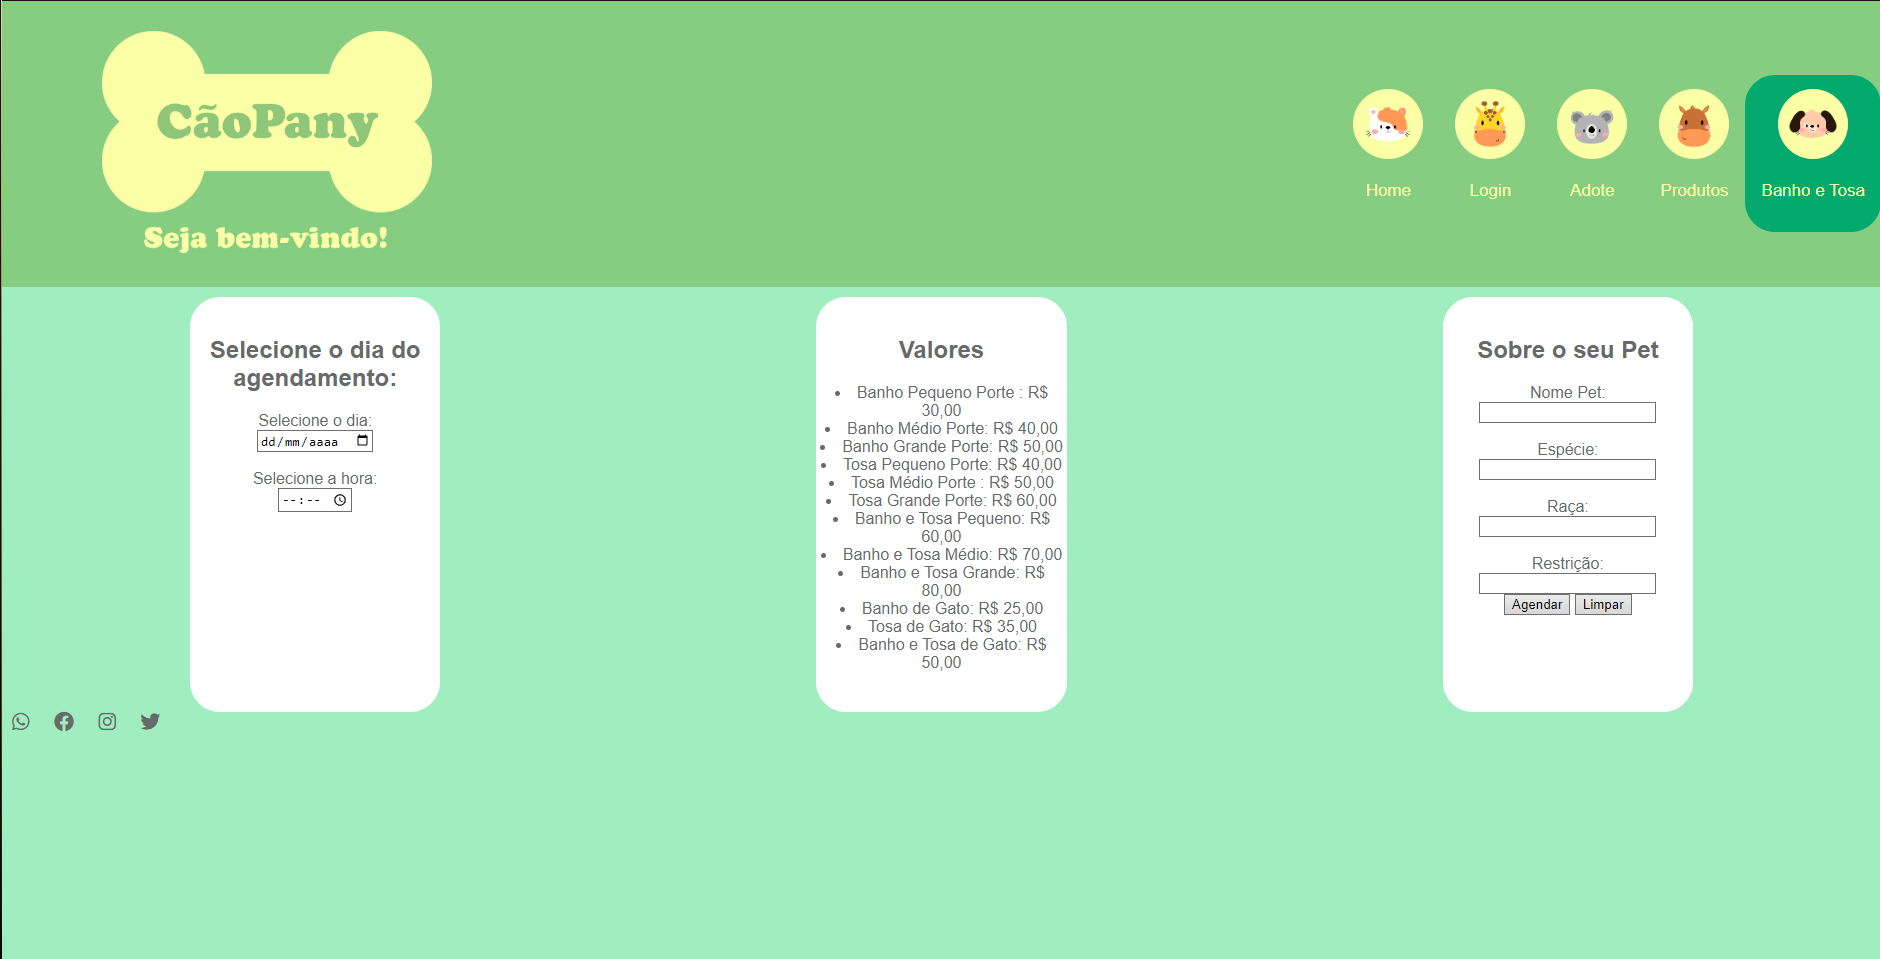 CãoPany
Seja bem-vindo!
Home
Login
Adote
Produtos
Banho e Tosa
Selecione o dia do
agendamento:
Selecione o dia:
dd/mm/aaaa
Selecione a hora:
--:--
Valores
• Banho Pequeno Porte : R$
30,00
• Banho Médio Porte: R$ 40,00
• Banho Grande Porte: R$ 50,00
• Tosa Pequeno Porte: R$ 40,00
• Tosa Médio Porte : R$ 50,00
• Tosa Grande Porte: R$ 60,00
• Banho e Tosa Pequeno: R$
60,00
• Banho e Tosa Médio: R$ 70,00
• Banho e Tosa Grande: R$
80,00
• Banho de Gato: R$ 25,00
• Tosa de Gato: R$ 35,00
• Banho e Tosa de Gato: R$
50,00
Sobre o seu Pet
Nome Pet:
Espécie:
Raça:
Restrição:
Agendar Limpar